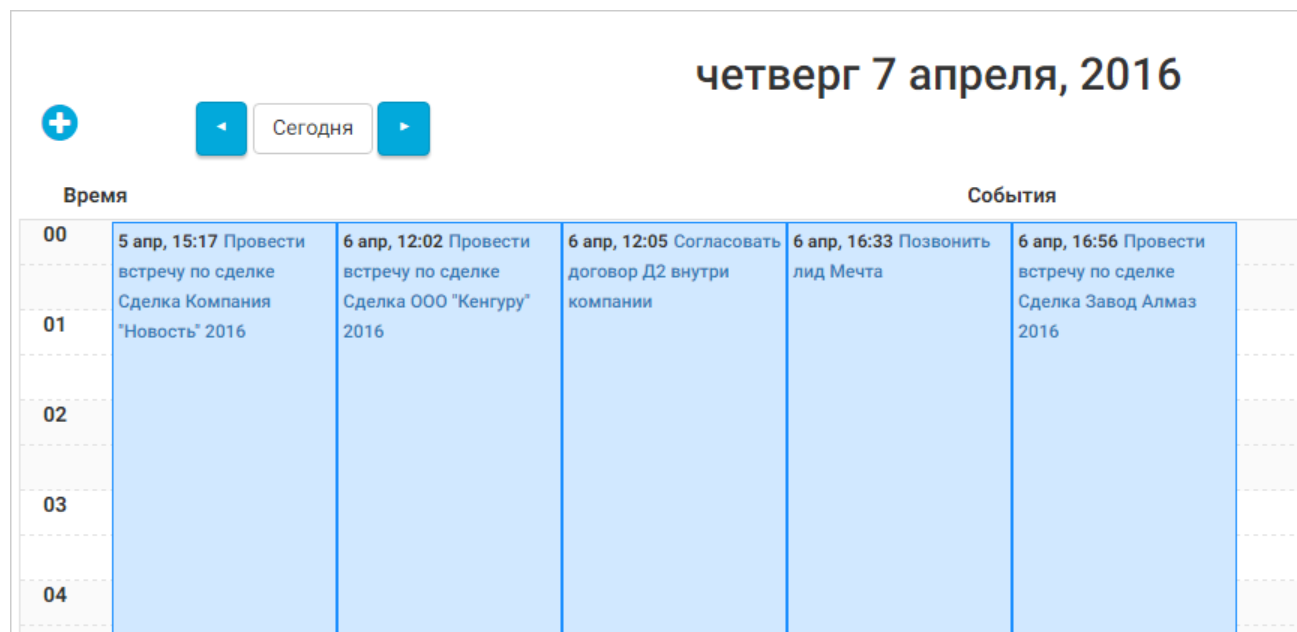 четверг 7 апреля, 2016
◄ Сегодня ►
Время События
00
5 апр, 15:17 Провести
встречу по сделке
Сделка Компания
"Новость" 2016
6 апр, 12:02 Провести
встречу по сделке
Сделка ООО "Кенгуру"
2016
6 апр, 12:05 Согласовать
договор Д2 внутри
компании
6 апр, 16:33 Позвонить
лид Мечта
6 апр, 16:56 Провести
встречу по сделке
Сделка Завод Алмаз
2016
01
02
03
04